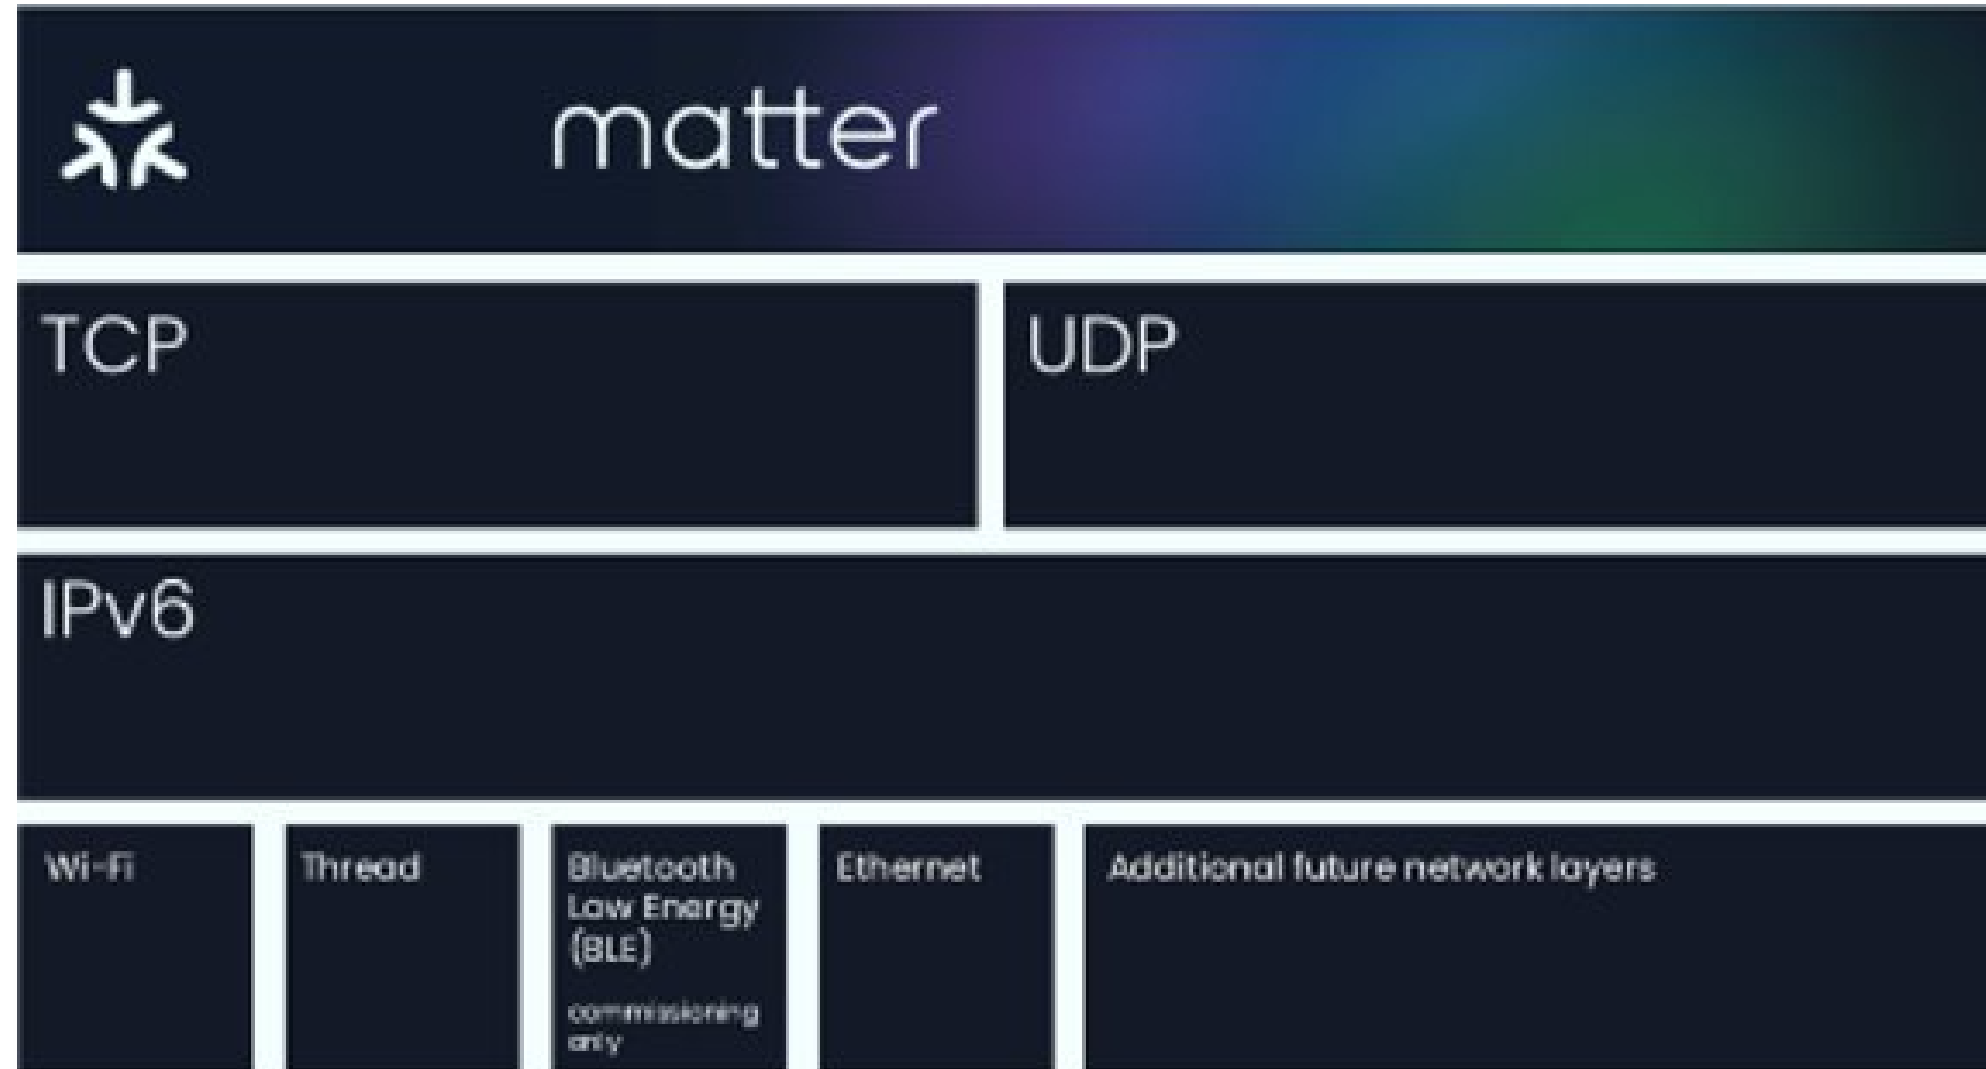 matter
TCP
UDP
IPv6
Wi-Fi
Thread
Bluetooth
Low Energy
(BLE)
commissioning
only
Ethernet
Additional future network layers